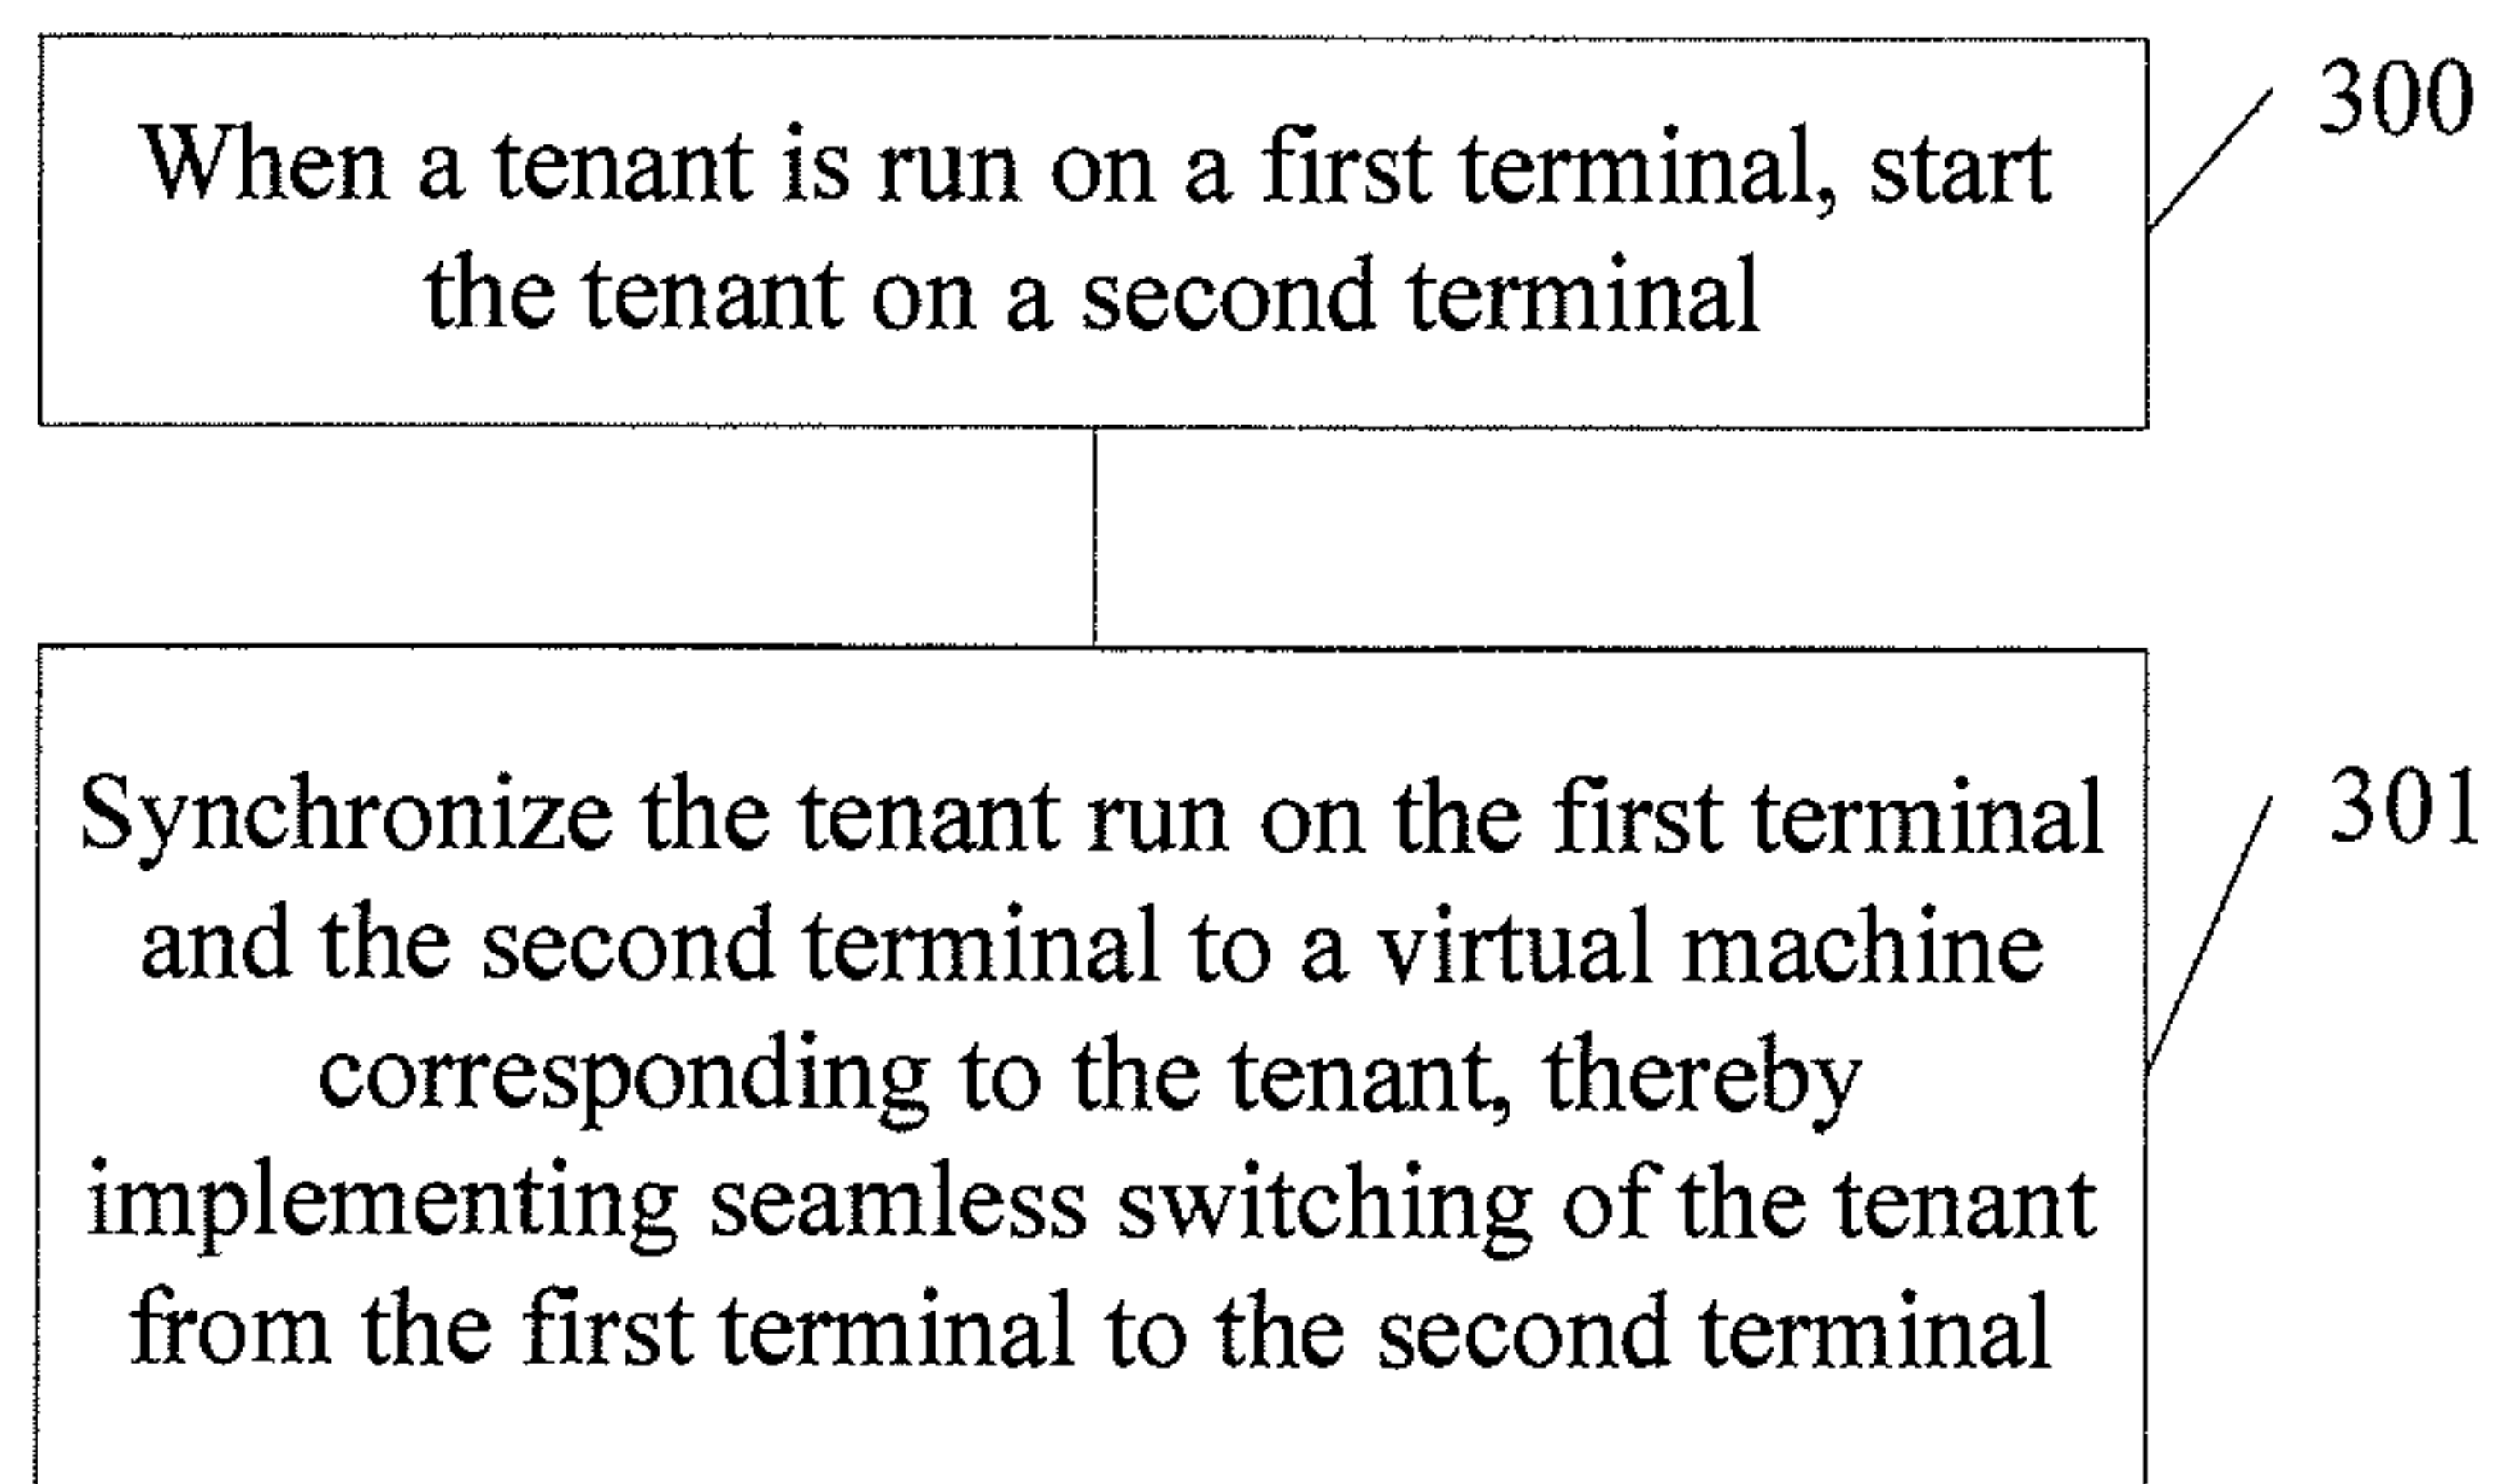 When a tenant is run on a first terminal, start
the tenant on a second terminal
300
Synchronize the tenant run on the first terminal
and the second terminal to a virtual machine
corresponding to the tenant, thereby
implementing seamless switching of the tenant
from the first terminal to the second terminal
301